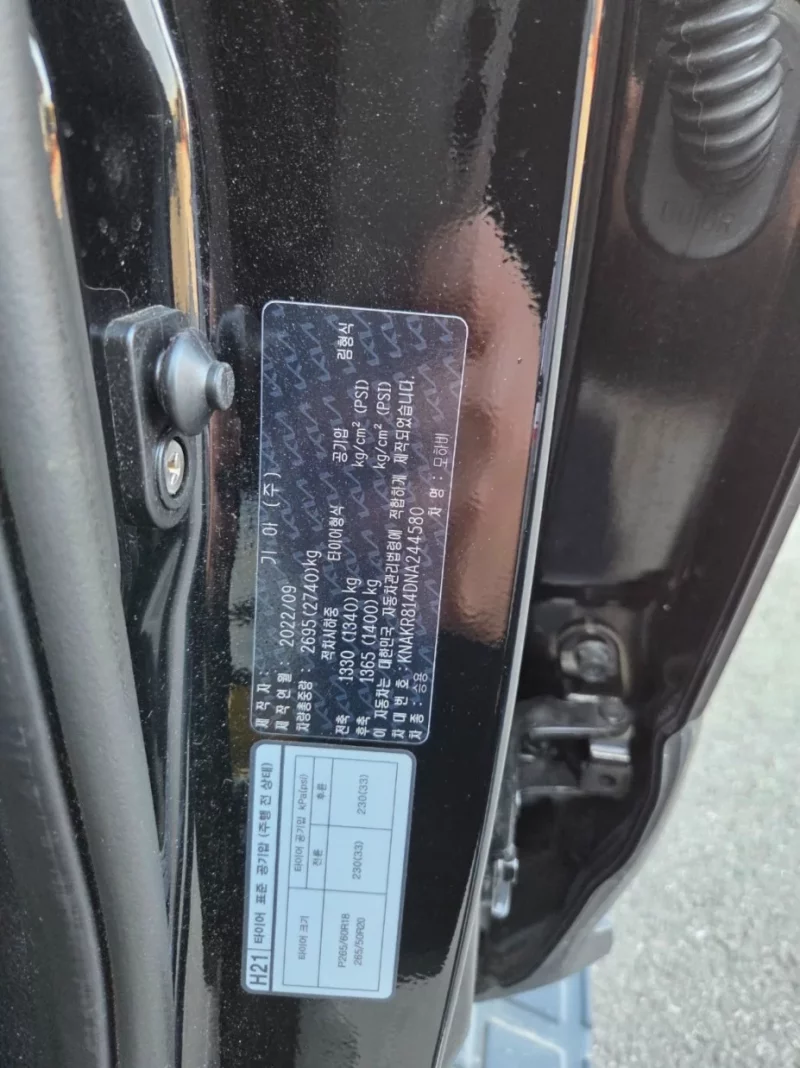 제작자 : 기아 (주)
제작연월 : 2022/09
차량총중량 : 2695(2740)kg
적차시하중 타이어형식 공기압 림형식
전축 1330 (1340)kg kg/cm² (PSI)
후축 1365 (1400) kg kg/cm² (PSI)
이 자동차는 대한민국 자동차관리법령에 적합하게 제작되었습니다.
차대번호 : KNAKR814DNA244580
차종 : 승용 차명 : 모하비
H21 타이어 표준 공기압 (주행 전 상태)
타이어 크기 타이어 공기압 kPa(psi)
전륜 후륜
P265/60R18 230(33) 230(33)
265/50R20